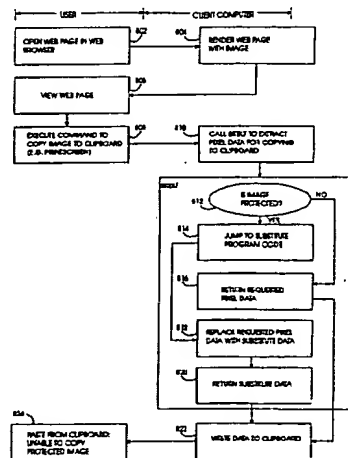 USER
CLIENT COMPUTER
802
OPEN WEB PAGE IN WEB
BROWSER
804
RENDER WEB PAGE
WITH IMAGE
806
VIEW WEB PAGE
808
EXECUTE COMMAND TO
COPY IMAGE TO CLIPBOARD
(E.G. PRINTSCREEN)
810
CALL BITBLT TO EXTRACT
PIXEL DATA FOR COPYING
TO CLIPBOARD
BITBLT
812
IS IMAGE
PROTECTED?
NO
YES
814
JUMP TO SUBSTITUTE
PROGRAM CODE
816
RETURN REQUESTED
PIXEL DATA
818
REPLACE REQUESTED PIXEL
DATA WITH SUBSTITUTE DATA
820
RETURN SUBSTITUTE DATA
822
WRITE DATA TO CLIPBOARD
824
PASTE FROM CLIPBOARD:
UNABLE TO COPY
PROTECTED IMAGE